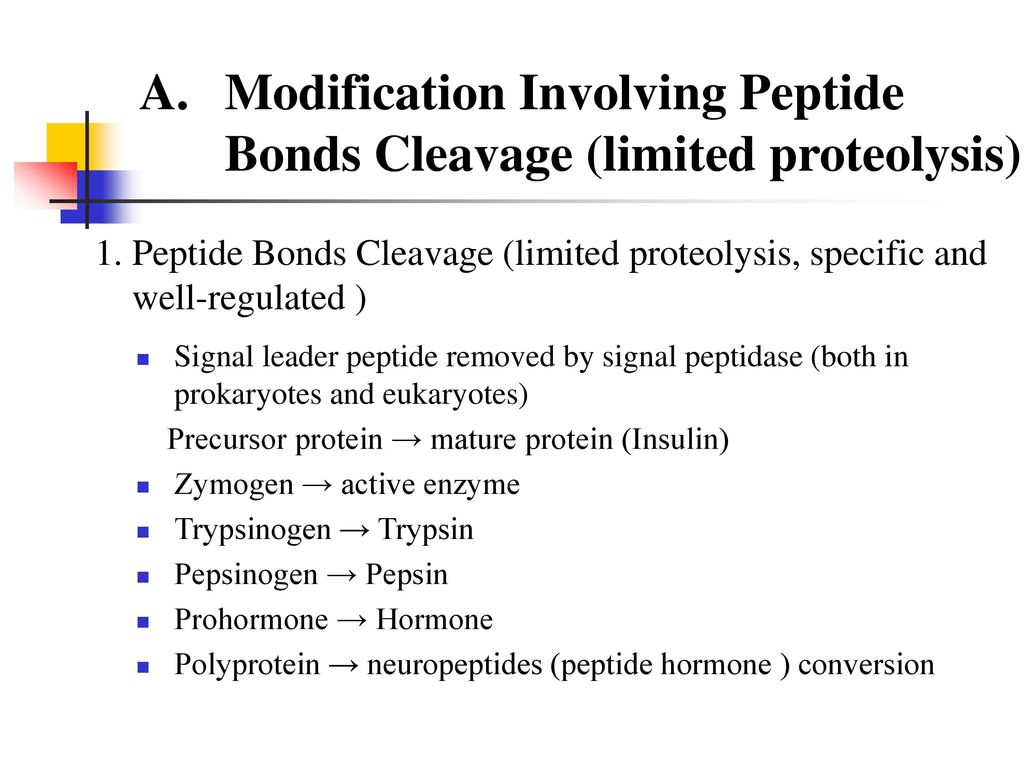 A. Modification Involving Peptide
Bonds Cleavage (limited proteolysis)
1. Peptide Bonds Cleavage (limited proteolysis, specific and
well-regulated )
■ Signal leader peptide removed by signal peptidase (both in
prokaryotes and eukaryotes)
Precursor protein → mature protein (Insulin)
■ Zymogen → active enzyme
■ Trypsinogen → Trypsin
■ Pepsinogen → Pepsin
■ Prohormone → Hormone
■ Polyprotein → neuropeptides (peptide hormone ) conversion